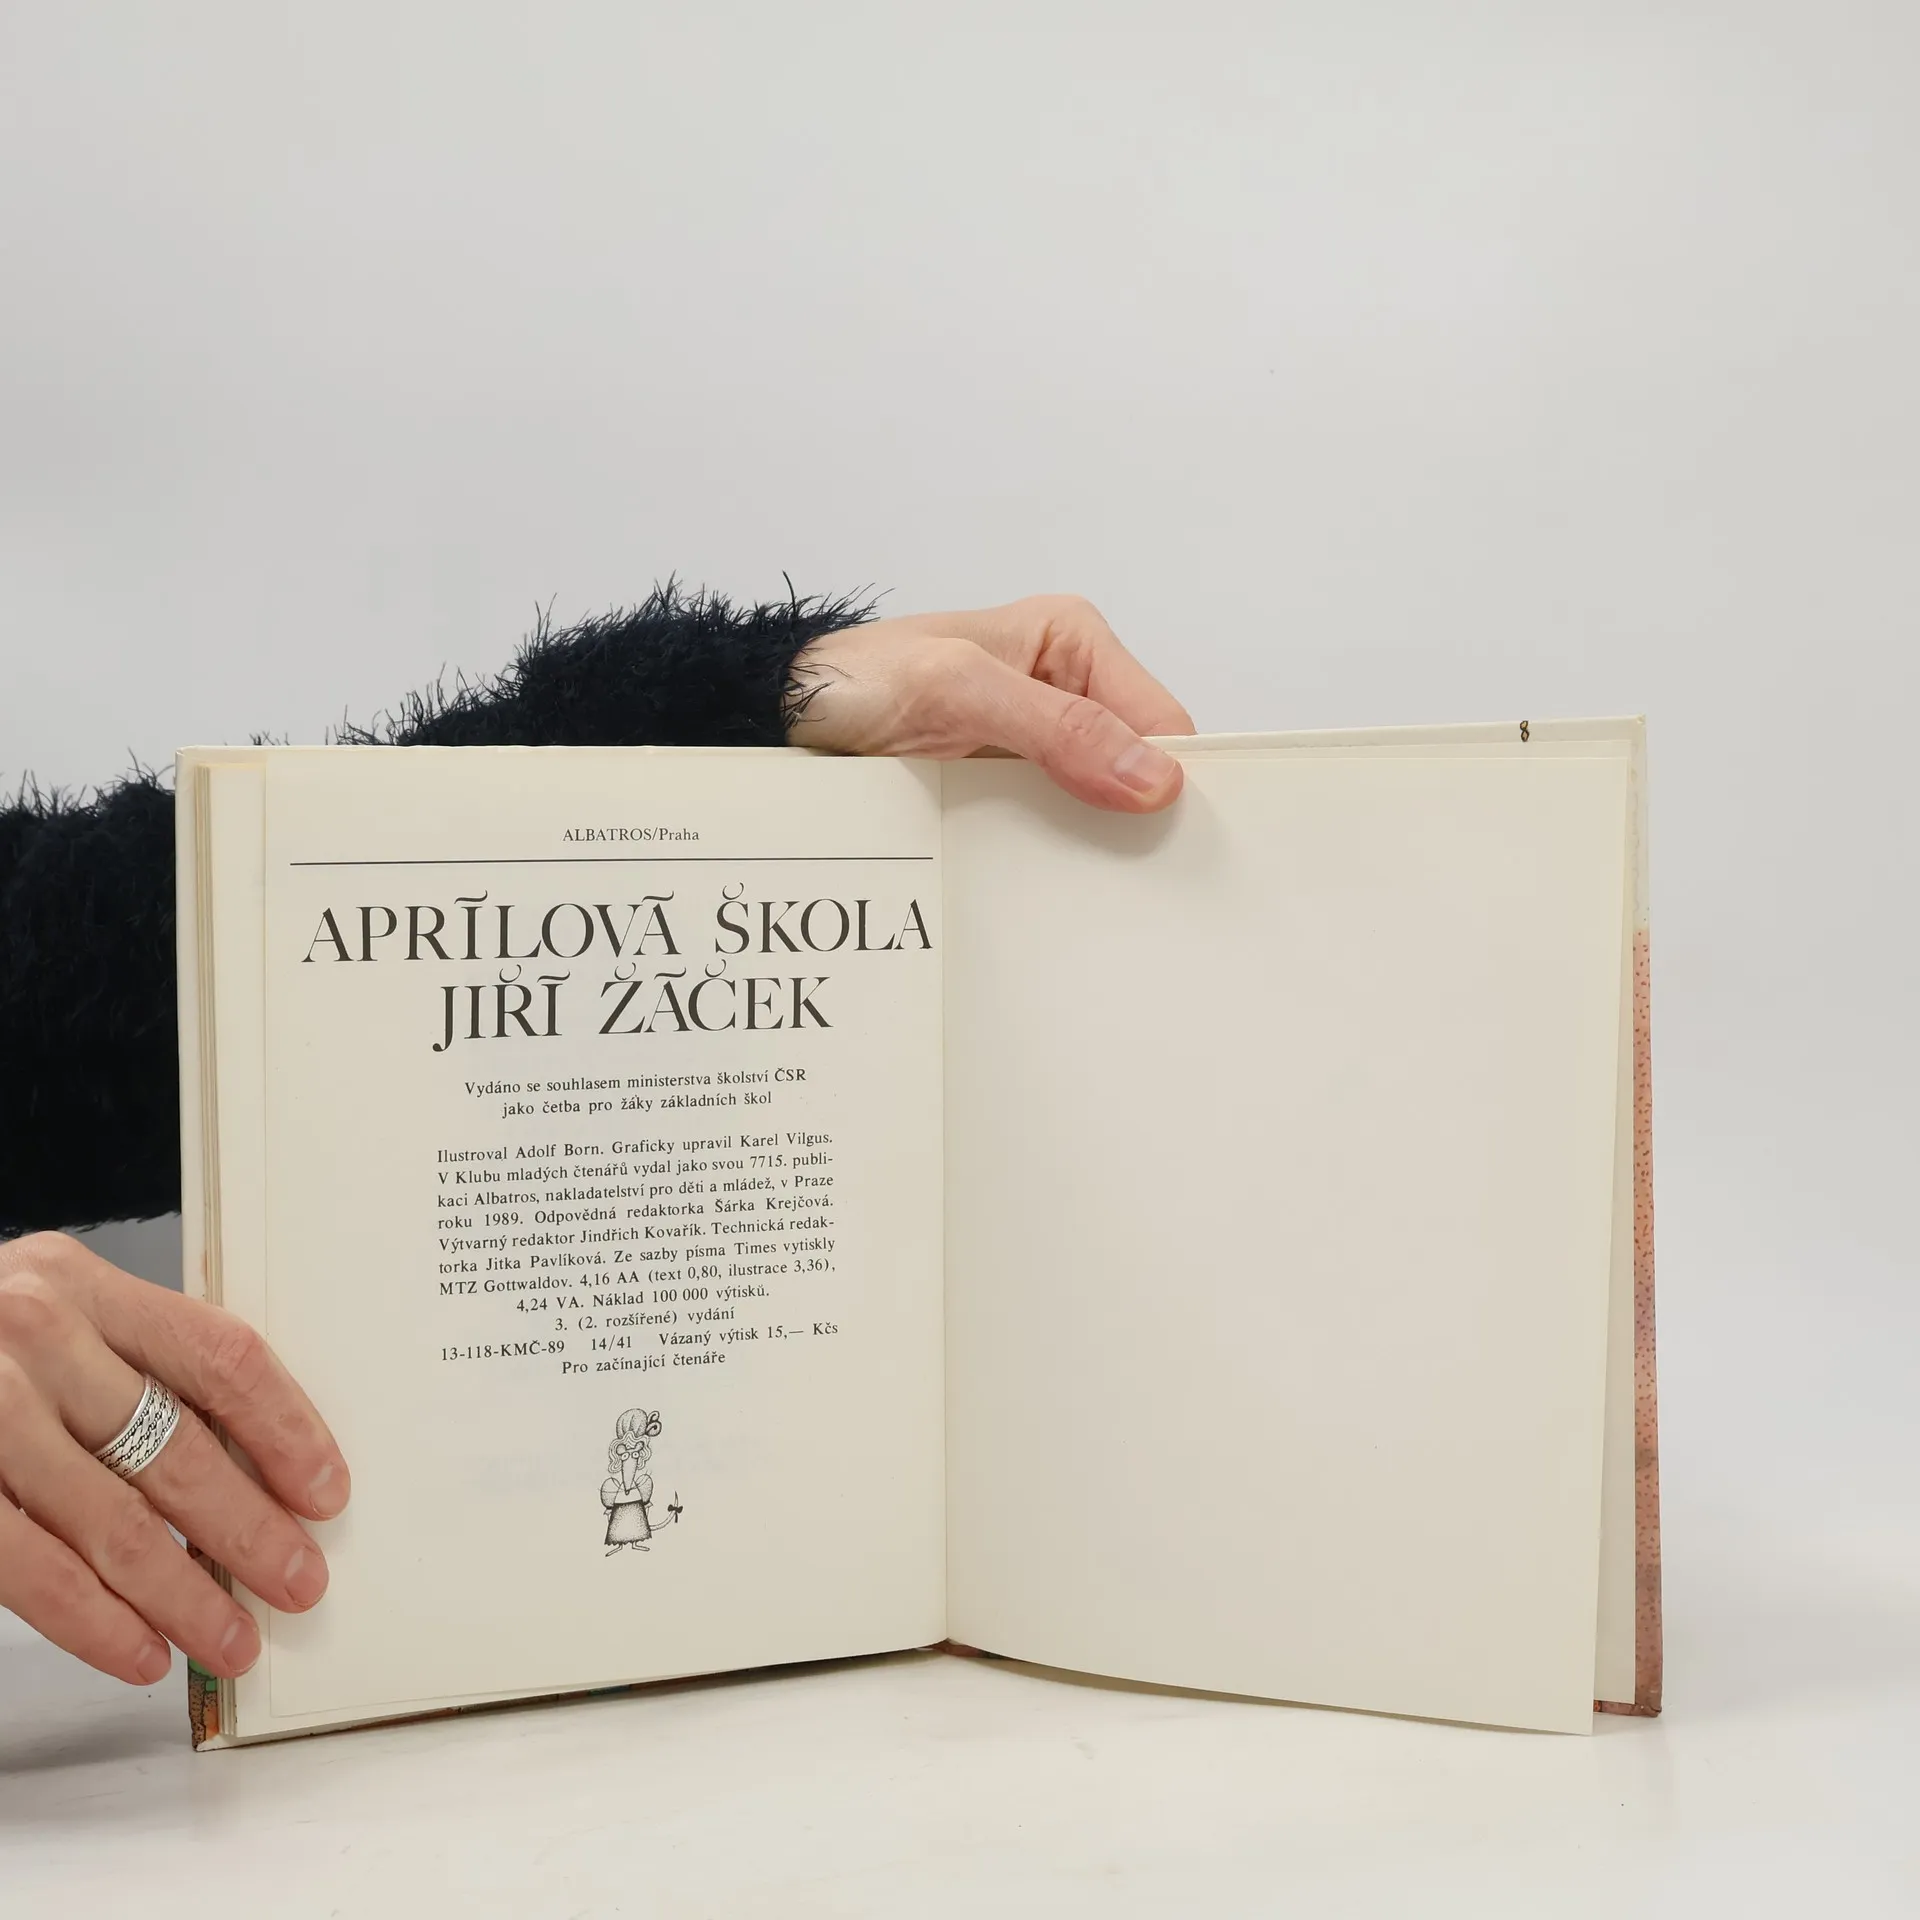 ALBATROS/Praha
APRÍLOVÁ ŠKOLA
JIŘÍ ŽÁČEK
Vydáno se souhlasem ministerstva školství ČSR
jako četba pro žáky základních škol
Ilustroval Adolf Born. Graficky upravil Karel Vilgus.
V Klubu mladých čtenářů vydal jako svou 7715. publi-
kaci Albatros, nakladatelství pro děti a mládež, v Praze
roku 1989. Odpovědná redaktorka Šárka Krejčová.
Výtvarný redaktor Jindřich Kovařík. Technická redak-
torka Jitka Pavlíková. Ze sazby písma Times vytiskly
MTZ Gottwaldov. 4,16 AA (text 0,80, ilustrace 3,36),
4,24 VA. Náklad 100 000 výtisků.
3. (2. rozšířené) vydání
13-118-KMČ-89 14/41 Vázaný výtisk 15,— Kčs
Pro začínající čtenáře